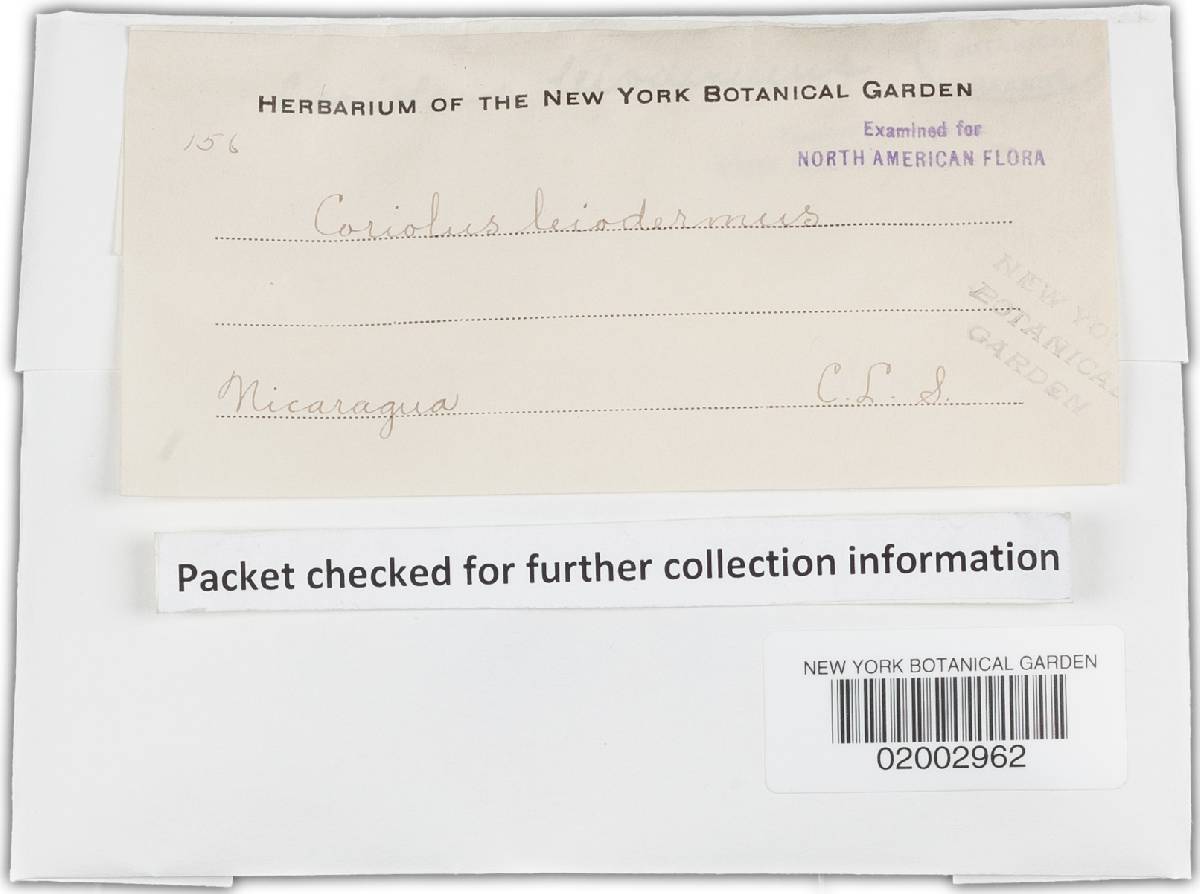 HERBARIUM OF THE NEW YORK BOTANICAL GARDEN
156
Examined for
NORTH AMERICAN FLORA
Coriolus leiodermus
NEW YO
BOTANICAL
GARDEN
Nicaragua C. L. S.
Packet checked for further collection information
NEW YORK BOTANICAL GARDEN
02002962